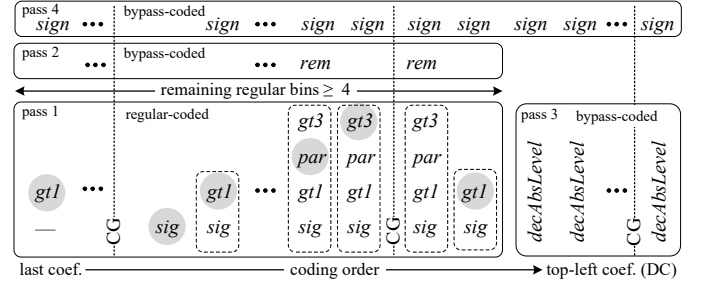 pass 4 bypass-coded
sign ••• sign ••• sign sign sign sign sign sign ••• sign
pass 2 bypass-coded
••• ••• rem rem
remaining regular bins ≥ 4
pass 1 regular-coded
gt3 gt3 gt3
par par par
gt1 ••• gt1 ••• gt1 gt1 gt1 gt1
— sig sig sig sig sig sig
CG CG
pass 3 bypass-coded
decAbsLevel decAbsLevel ••• decAbsLevel
CG
last coef. coding order top-left coef. (DC)